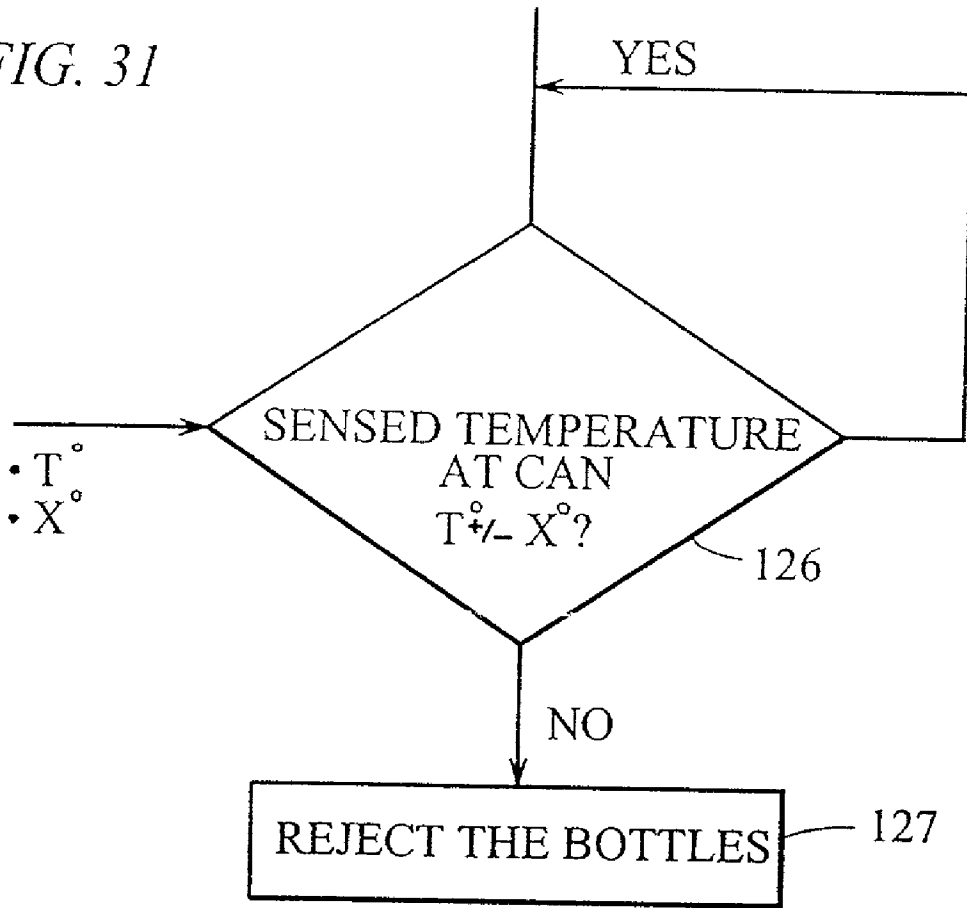 FIG. 31
YES
SENSED TEMPERATURE
AT CAN
T° +/- X°?
• T°
• X°
126
NO
REJECT THE BOTTLES
127